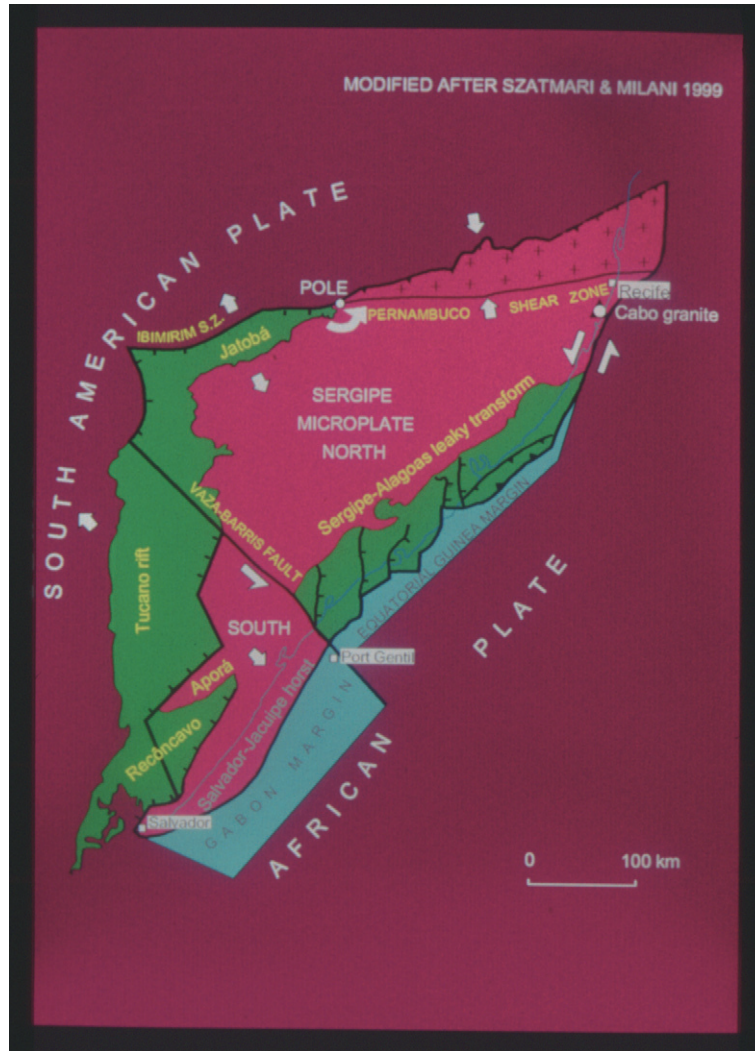 MODIFIED AFTER SZATMARI & MILANI 1999
SOUTH AMERICAN PLATE
POLE
IBIMIRIM S.Z.
Jatobá
PERNAMBUCO SHEAR ZONE
Recife
Cabo granite
SERGIPE
MICROPLATE
NORTH
Sergipe-Alagoas leaky transform
VAZA-BARRIS FAULT
EQUATORIAL GUINEA MARGIN
Tucano rift
SOUTH
Port Gentil
Aporá
Recôncavo
Salvador-Jacuipe horst
GABON MARGIN
Salvador
AFRICAN PLATE
0 100 km